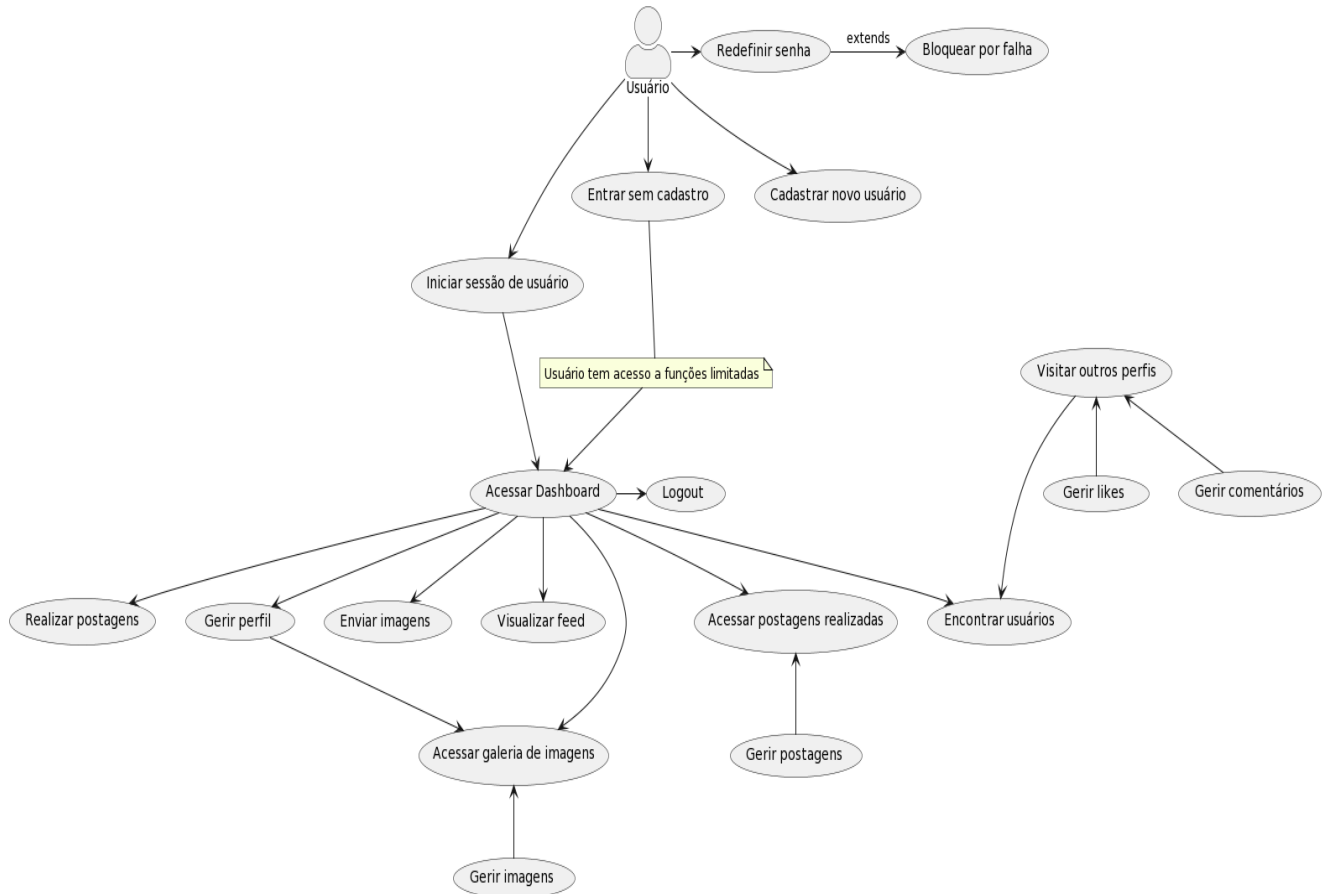 Usuário
Redefinir senha
extends
Bloquear por falha
Entrar sem cadastro
Cadastrar novo usuário
Iniciar sessão de usuário
Usuário tem acesso a funções limitadas
Visitar outros perfis
Acessar Dashboard
Logout
Gerir likes
Gerir comentários
Realizar postagens
Gerir perfil
Enviar imagens
Visualizar feed
Acessar postagens realizadas
Encontrar usuários
Acessar galeria de imagens
Gerir postagens
Gerir imagens